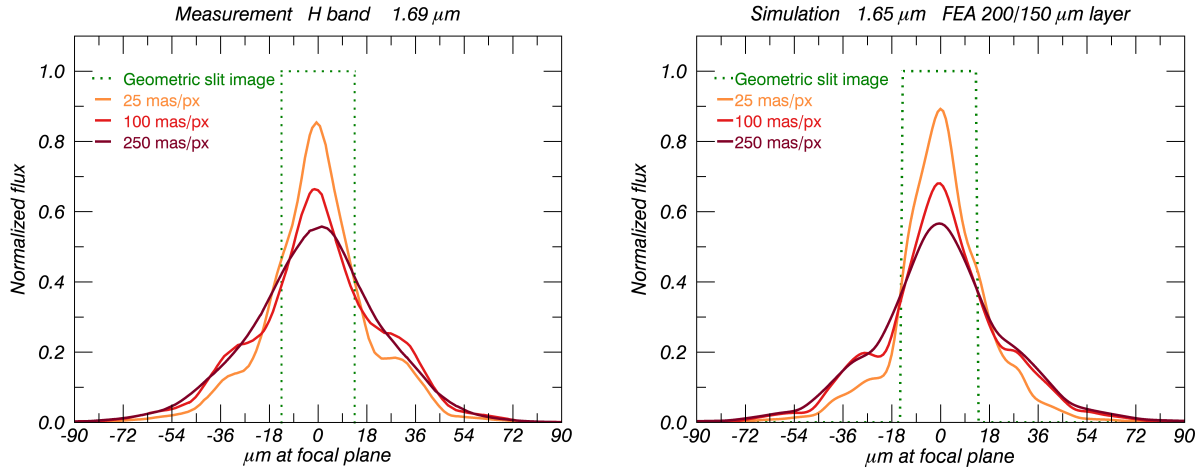 Measurement H band 1.69 μm
Normalized flux
1.0
0.8
0.6
0.4
0.2
0.0
Geometric slit image
25 mas/px
100 mas/px
250 mas/px
-90 -72 -54 -36 -18 0 18 36 54 72 90
μm at focal plane
Simulation 1.65 μm FEA 200/150 μm layer
Normalized flux
1.0
0.8
0.6
0.4
0.2
0.0
Geometric slit image
25 mas/px
100 mas/px
250 mas/px
-90 -72 -54 -36 -18 0 18 36 54 72 90
μm at focal plane